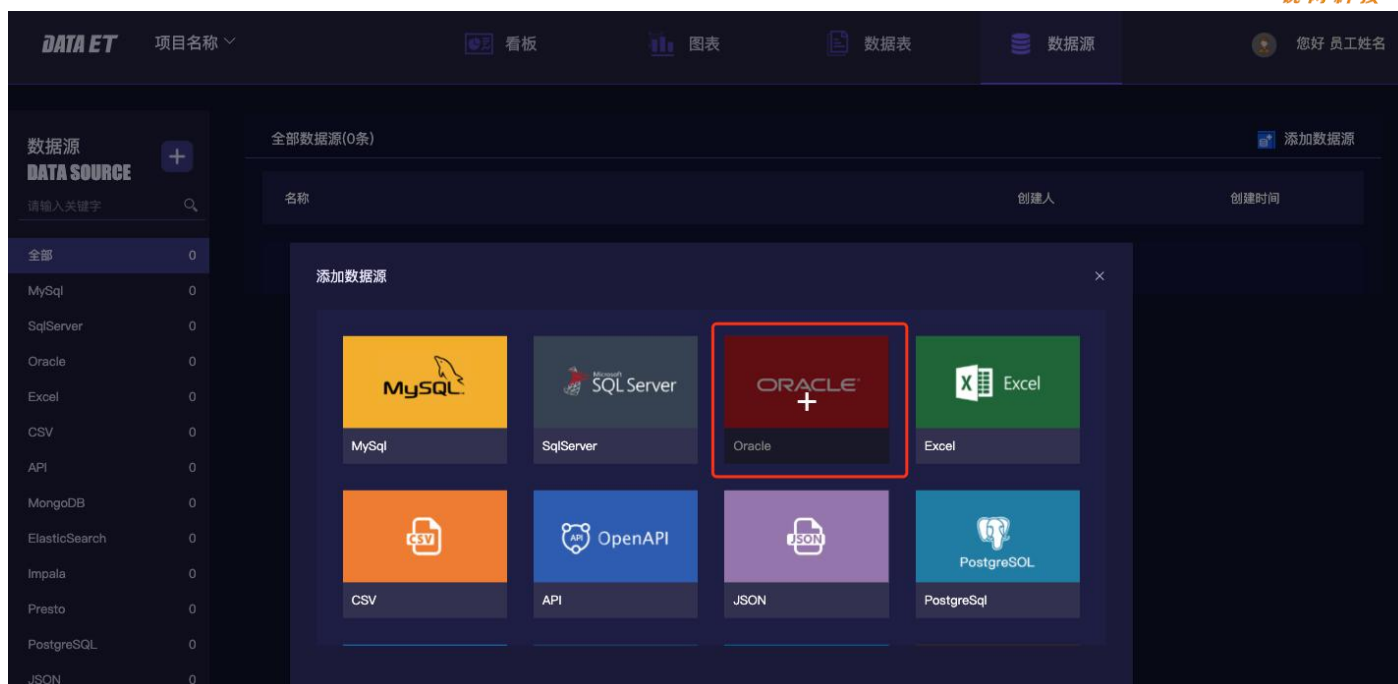 DATA ET 项目名称 看板 图表 数据表 数据源 您好 员工姓名
数据源
DATA SOURCE
请输入关键字
全部数据源(0条) 添加数据源
名称 创建人 创建时间
全部 0
MySql 0
SqlServer 0
Oracle 0
Excel 0
CSV 0
API 0
MongoDB 0
ElasticSearch 0
Impala 0
Presto 0
PostgreSQL 0
JSON 0
添加数据源 ×
MySQL
Microsoft
SQL Server
ORACLE
X Excel
MySql
SqlServer
Oracle
Excel
CSV
API OpenAPI
JSON
PostgreSQL
CSV
API
JSON
PostgreSql